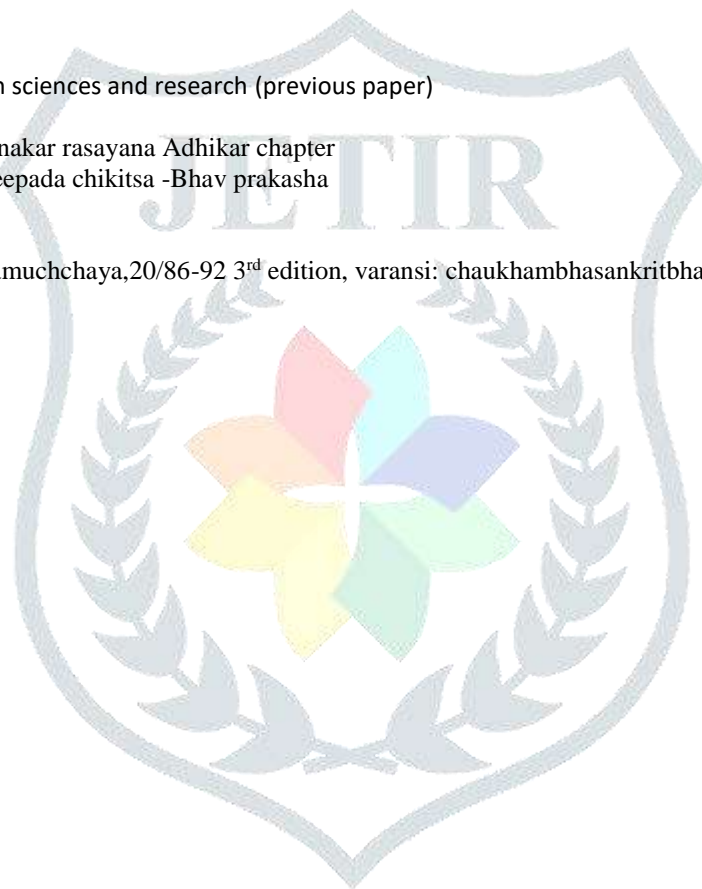 n sciences and research (previous paper)
nakar rasayana Adhikar chapter
eepada chikitsa -Bhav prakasha
JETIR
muchchaya,20/86-92 3rd edition, varansi: chaukhambhasankritbha